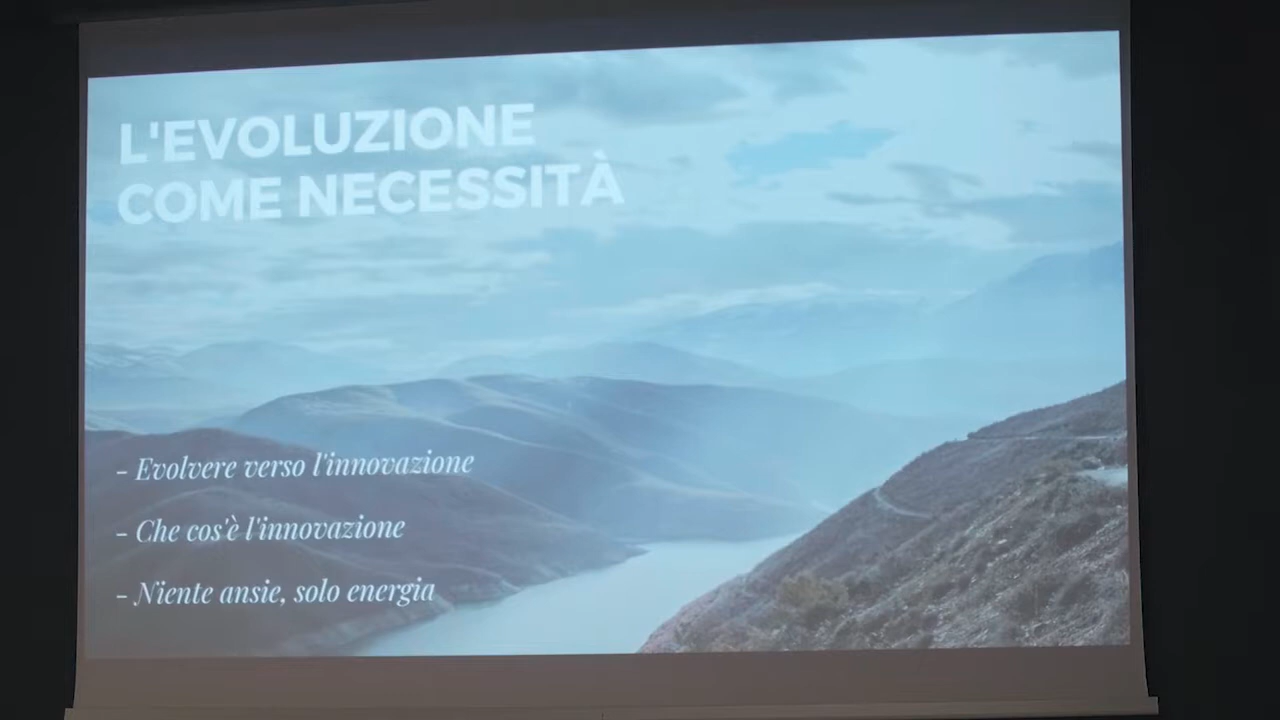 L'EVOLUZIONE
COME NECESSITÀ
- Evolvere verso l'innovazione
- Che cos'è l'innovazione
- Niente ansie, solo energia